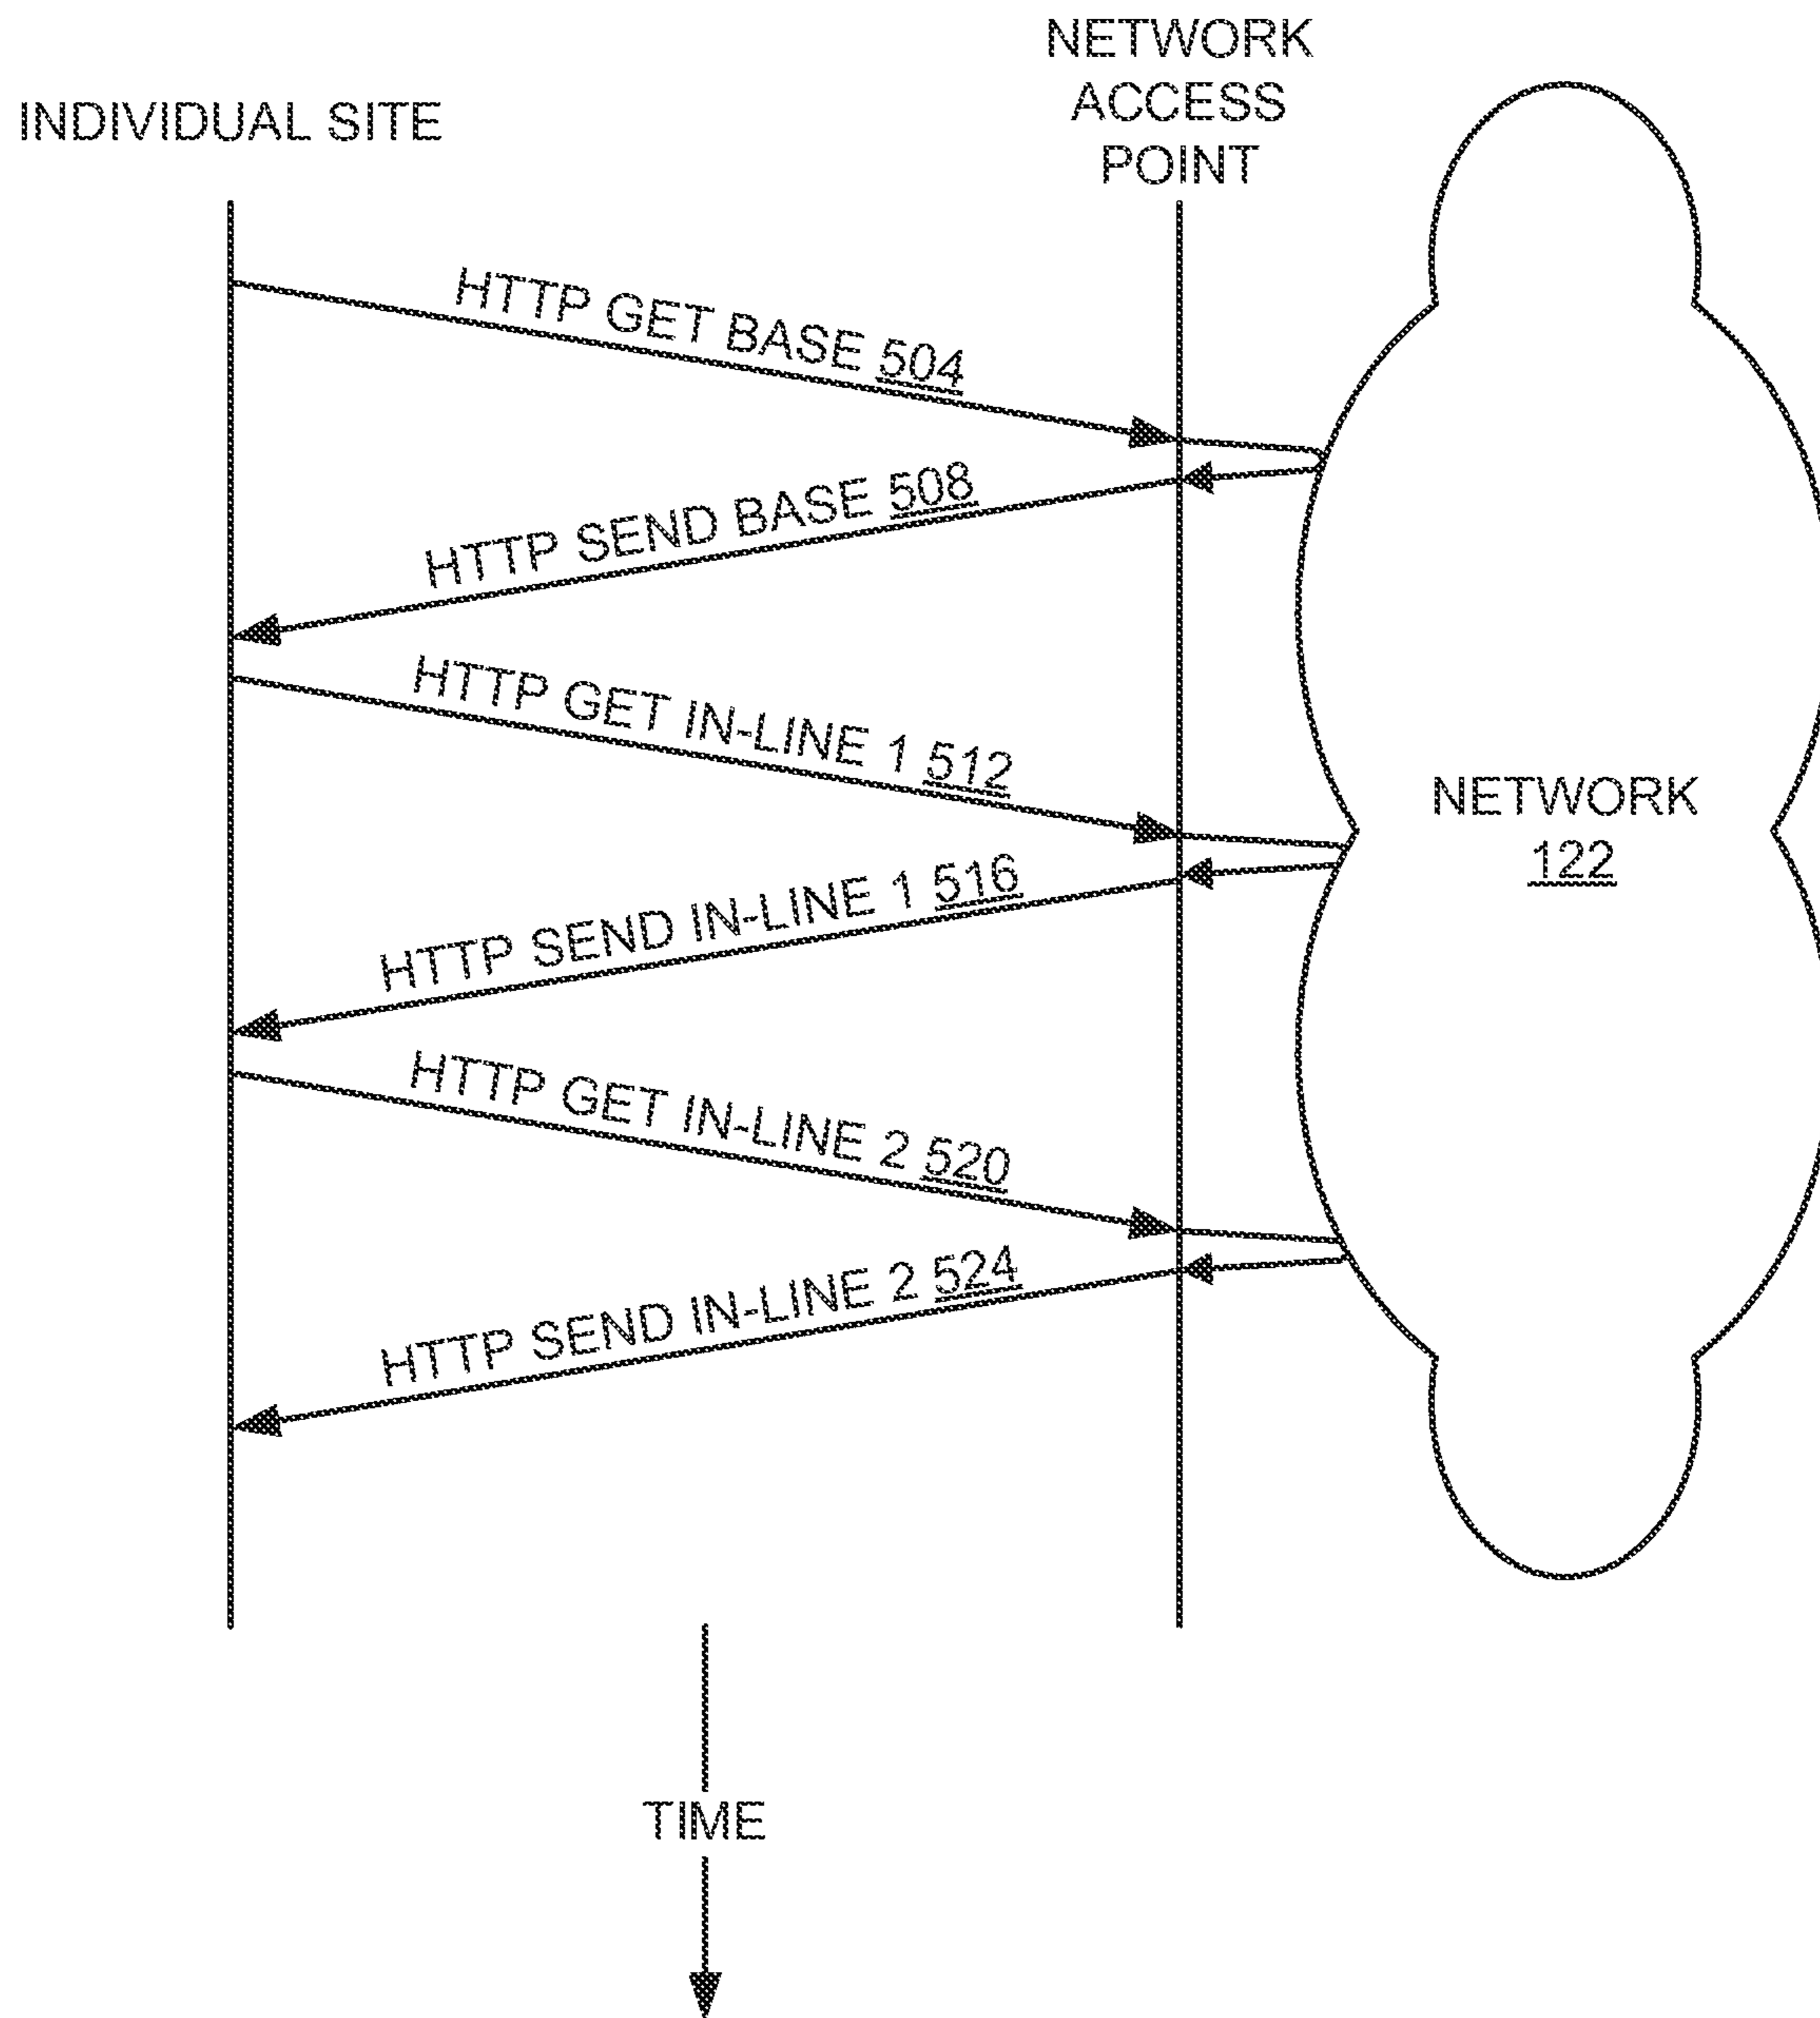 NETWORK
ACCESS
POINT
INDIVIDUAL SITE
HTTP GET BASE 504
HTTP SEND BASE 508
HTTP GET IN-LINE 1 512
HTTP SEND IN-LINE 1 516
HTTP GET IN-LINE 2 520
HTTP SEND IN-LINE 2 524
NETWORK
122
TIME